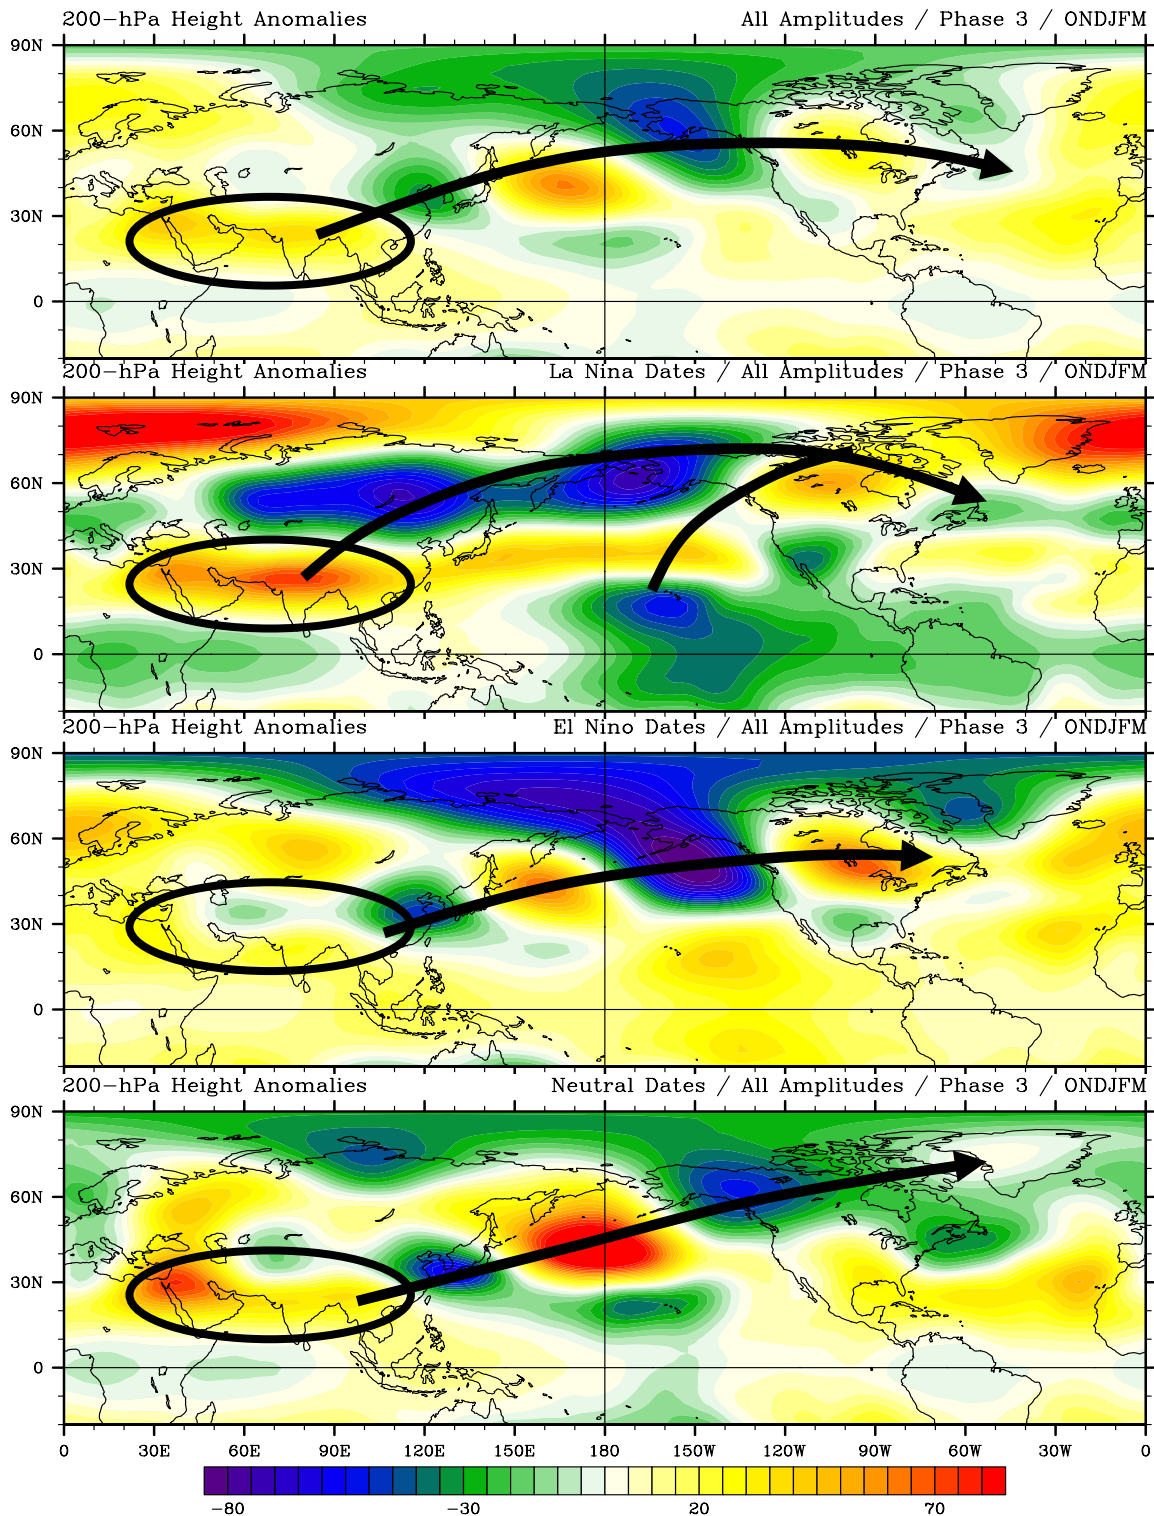 200-hPa Height Anomalies All Amplitudes / Phase 3 / ONDJFM
90N
60N
30N
0
200-hPa Height Anomalies La Nina Dates / All Amplitudes / Phase 3 / ONDJFM
90N
60N
30N
0
200-hPa Height Anomalies El Nino Dates / All Amplitudes / Phase 3 / ONDJFM
90N
60N
30N
0
200-hPa Height Anomalies Neutral Dates / All Amplitudes / Phase 3 / ONDJFM
90N
60N
30N
0
0 30E 60E 90E 120E 150E 180 150W 120W 90W 60W 30W 0
-80 -30 20 70